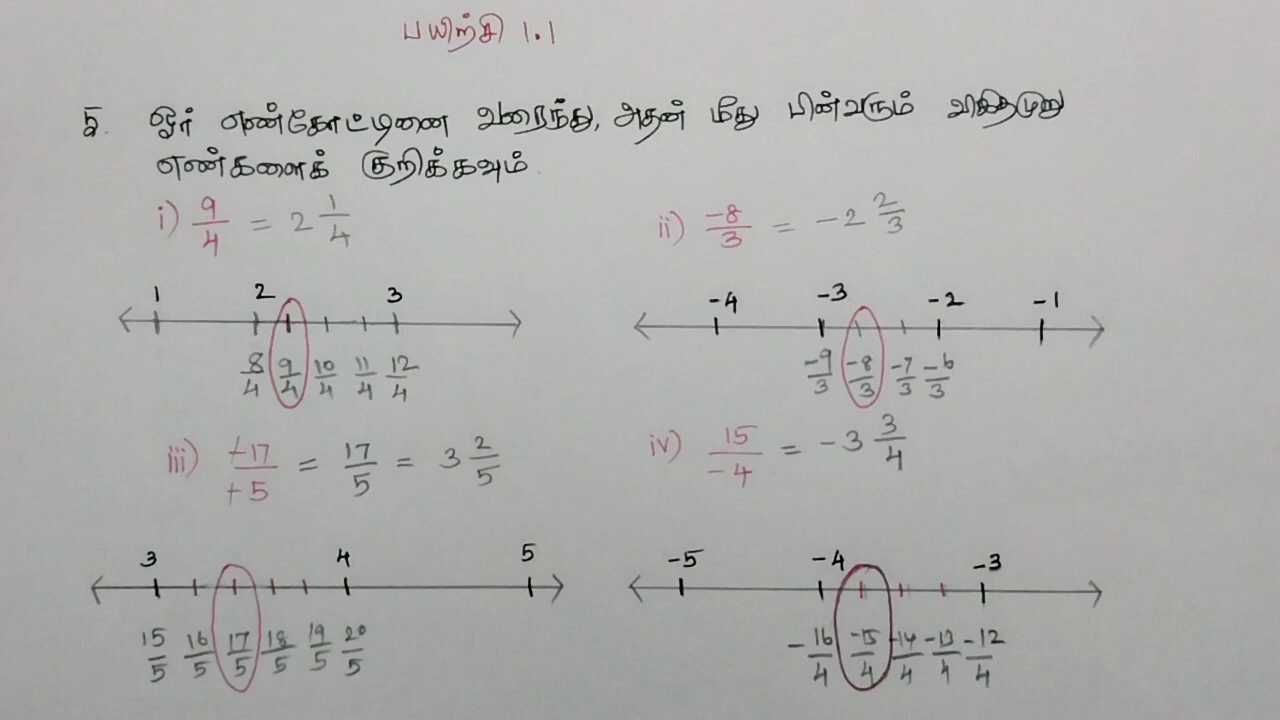 பயிற்சி 1.1
5. ஓர் எண்கோட்டினை வரைந்து, அதன் மீது பின்வரும் விகிதமுறு
எண்களைக் குறிக்கவும்.
i) 9/4 = 2 1/4
ii) -8/3 = -2 2/3
1 2 3
8/4 9/4 10/4 11/4 12/4
-4 -3 -2 -1
-9/3 -8/3 -7/3 -6/3
iii) -17/+5 = 17/5 = 3 2/5
iv) 15/-4 = -3 3/4
3 4 5
15/5 16/5 17/5 18/5 19/5 20/5
-5 -4 -3
-16/4 -15/4 -14/4 -13/4 -12/4